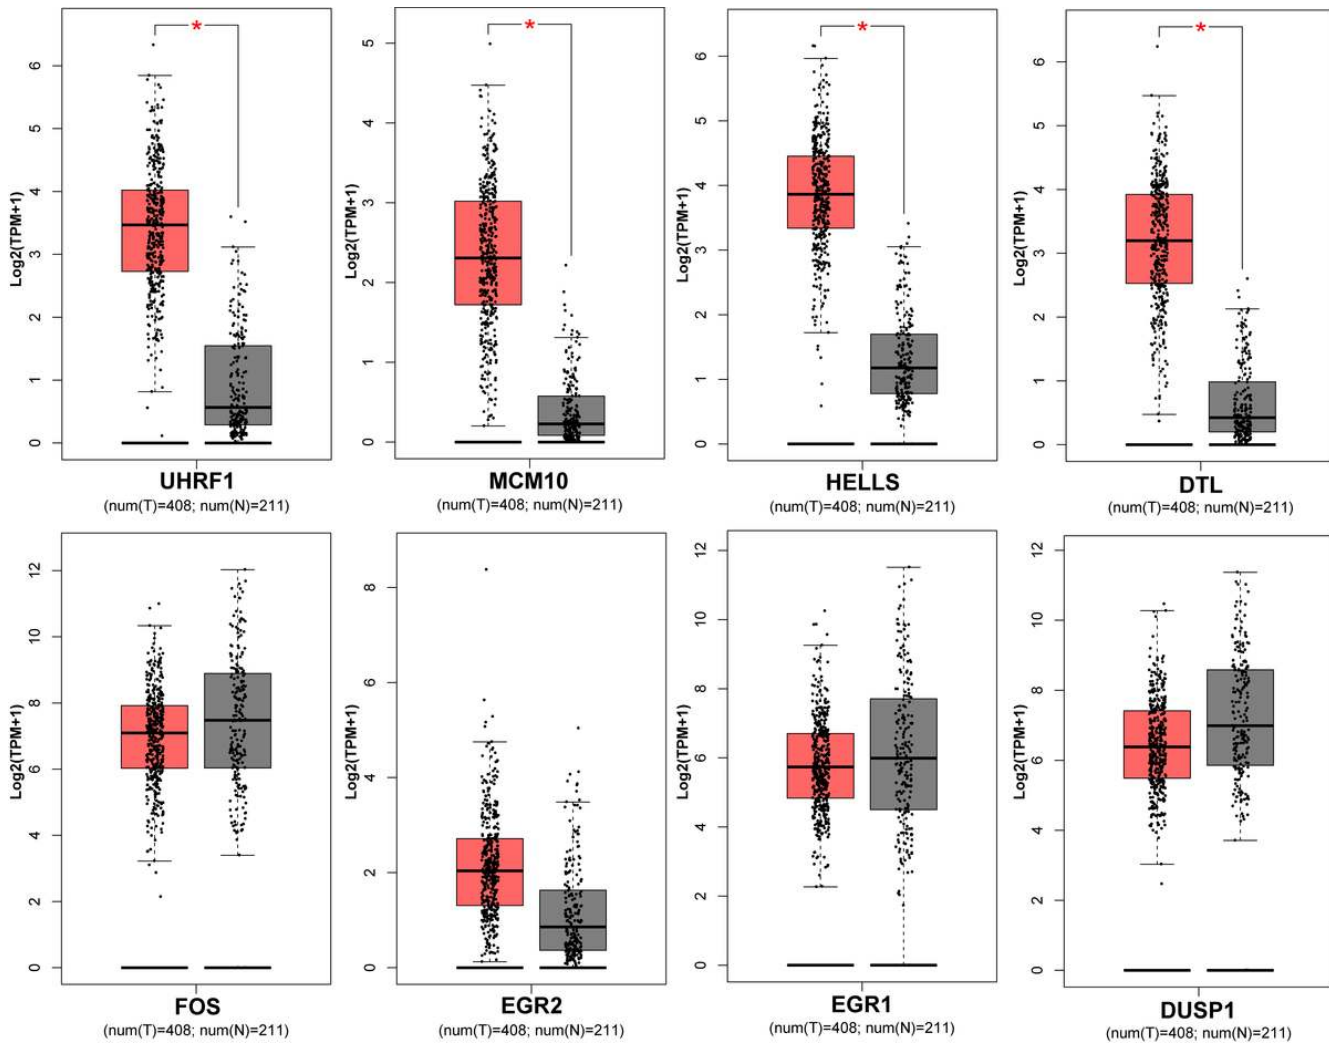 *
6
5
4
3
2
1
0
Log2(TPM+1)
UHRF1
(num(T)=408; num(N)=211)
*
5
4
3
2
1
0
Log2(TPM+1)
MCM10
(num(T)=408; num(N)=211)
*
6
5
4
3
2
1
0
Log2(TPM+1)
HELLS
(num(T)=408; num(N)=211)
*
6
5
4
3
2
1
0
Log2(TPM+1)
DTL
(num(T)=408; num(N)=211)
12
10
8
6
4
2
0
Log2(TPM+1)
FOS
(num(T)=408; num(N)=211)
8
6
4
2
0
Log2(TPM+1)
EGR2
(num(T)=408; num(N)=211)
12
10
8
6
4
2
0
Log2(TPM+1)
EGR1
(num(T)=408; num(N)=211)
12
10
8
6
4
2
0
Log2(TPM+1)
DUSP1
(num(T)=408; num(N)=211)